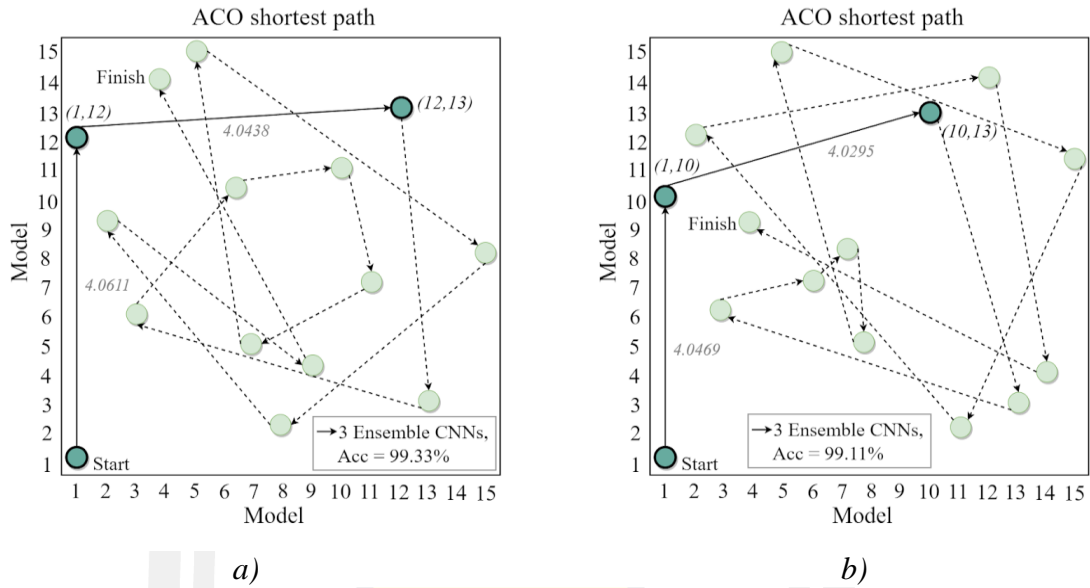 ACO shortest path
15
14
13
12
11
10
9
8
7
6
5
4
3
2
1
Model
Finish
(1,12)
(12,13)
4.0438
4.0611
Start
3 Ensemble CNNs,
Acc = 99.33%
1 2 3 4 5 6 7 8 9 10 11 12 13 14 15
Model
a)
ACO shortest path
15
14
13
12
11
10
9
8
7
6
5
4
3
2
1
Model
(1,10)
(10,13)
4.0295
Finish
4.0469
Start
3 Ensemble CNNs,
Acc = 99.11%
1 2 3 4 5 6 7 8 9 10 11 12 13 14 15
Model
b)